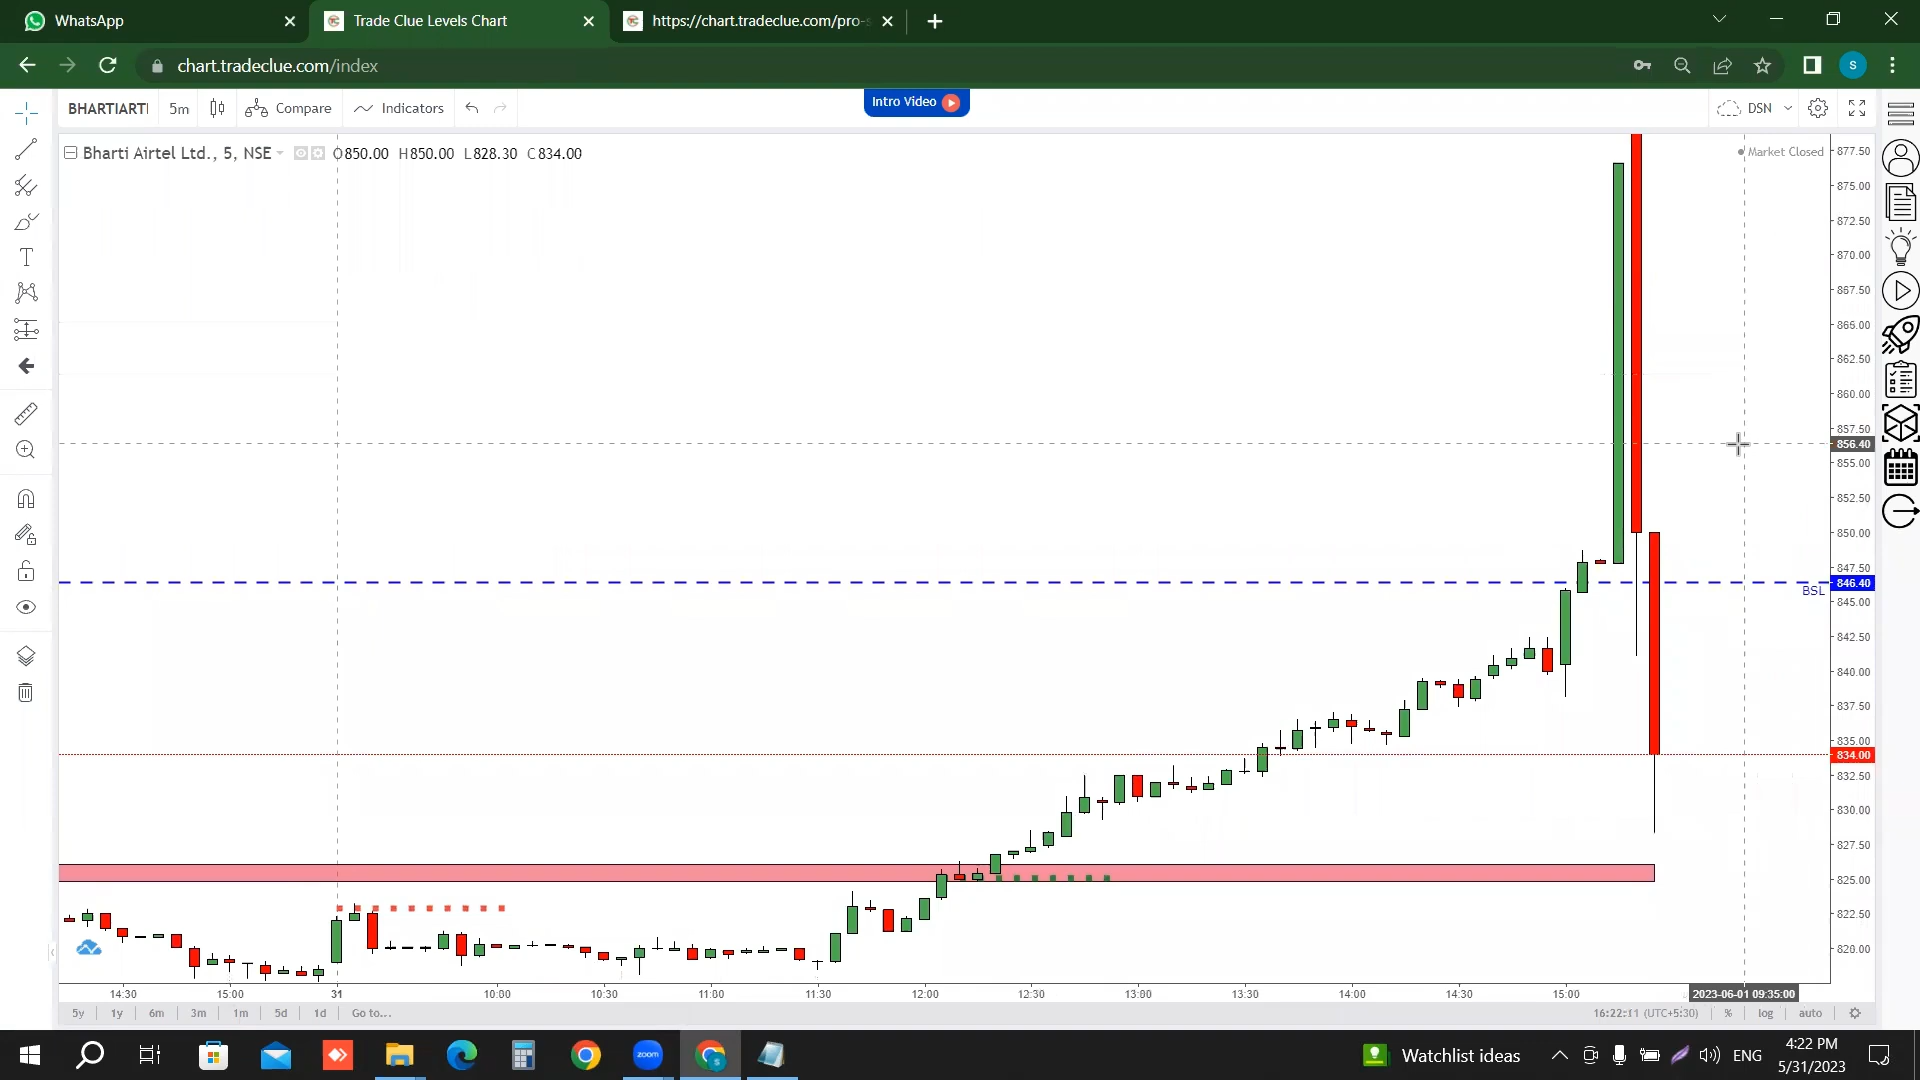 WhatsApp
Trade Clue Levels Chart
https://chart.tradeclue.com/pro-s
chart.tradeclue.com/index
S
BHARTIARTI
5m
Compare
Indicators
Intro Video
DSN
Bharti Airtel Ltd., 5, NSE
O850.00 H850.00 L828.30 C834.00
Market Closed
877.50
875.00
872.50
870.00
867.50
865.00
862.50
860.00
857.50
856.40
855.00
852.50
850.00
847.50
846.40
BSL
845.00
842.50
840.00
837.50
835.00
834.00
832.50
830.00
827.50
825.00
822.50
820.00
14:30 15:00 31 10:00 10:30 11:00 11:30 12:00 12:30 13:00 13:30 14:00 14:30 15:00 2023-06-01 09:35:00
5y 1y 6m 3m 1m 5d 1d Go to... 16:22:11 (UTC+5:30) % log auto
zoom
S
Watchlist ideas
ENG
4:22 PM
5/31/2023